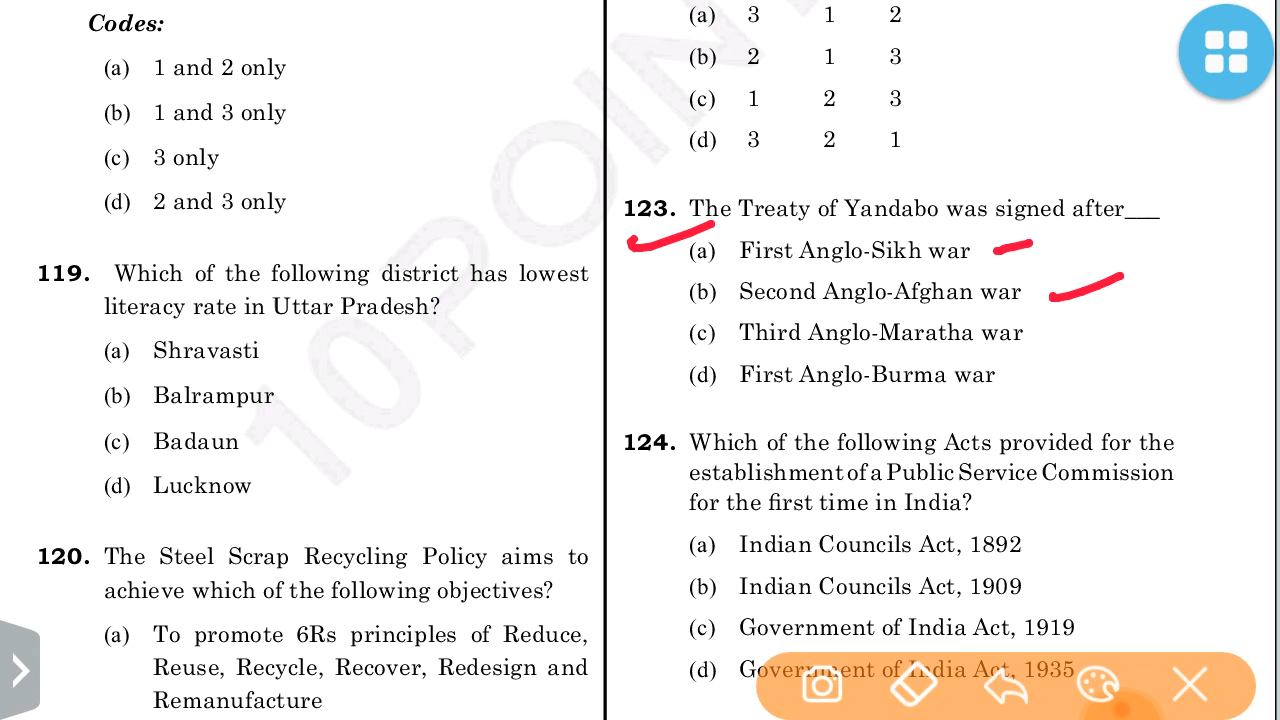 Codes:
(a) 1 and 2 only
(b) 1 and 3 only
(c) 3 only
(d) 2 and 3 only
119. Which of the following district has lowest
literacy rate in Uttar Pradesh?
(a) Shravasti
(b) Balrampur
(c) Badaun
(d) Lucknow
120. The Steel Scrap Recycling Policy aims to
achieve which of the following objectives?
(a) To promote 6Rs principles of Reduce,
Reuse, Recycle, Recover, Redesign and
Remanufacture
(a) 3 1 2
(b) 2 1 3
(c) 1 2 3
(d) 3 2 1
123. The Treaty of Yandabo was signed after___
(a) First Anglo-Sikh war
(b) Second Anglo-Afghan war
(c) Third Anglo-Maratha war
(d) First Anglo-Burma war
124. Which of the following Acts provided for the
establishment of a Public Service Commission
for the first time in India?
(a) Indian Councils Act, 1892
(b) Indian Councils Act, 1909
(c) Government of India Act, 1919
(d) Government of India Act, 1935
10POIN